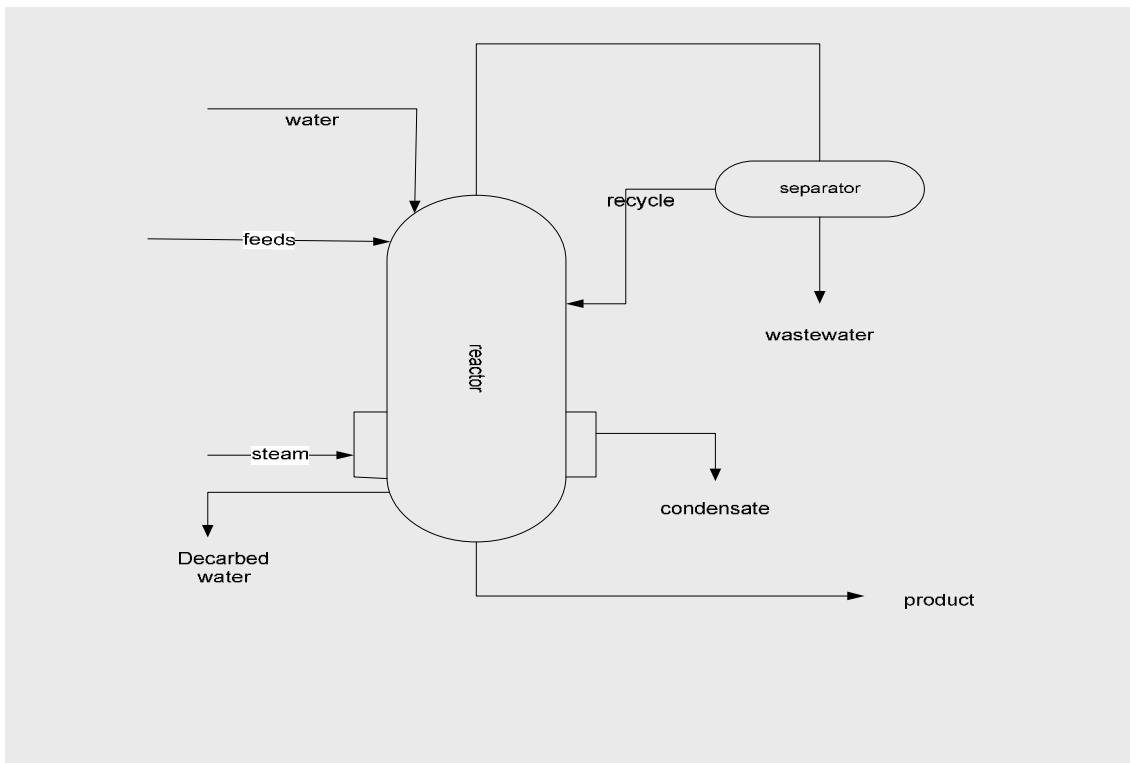 water
separator
recycle
feeds
wastewater
reactor
steam
condensate
Decarbed
water
product